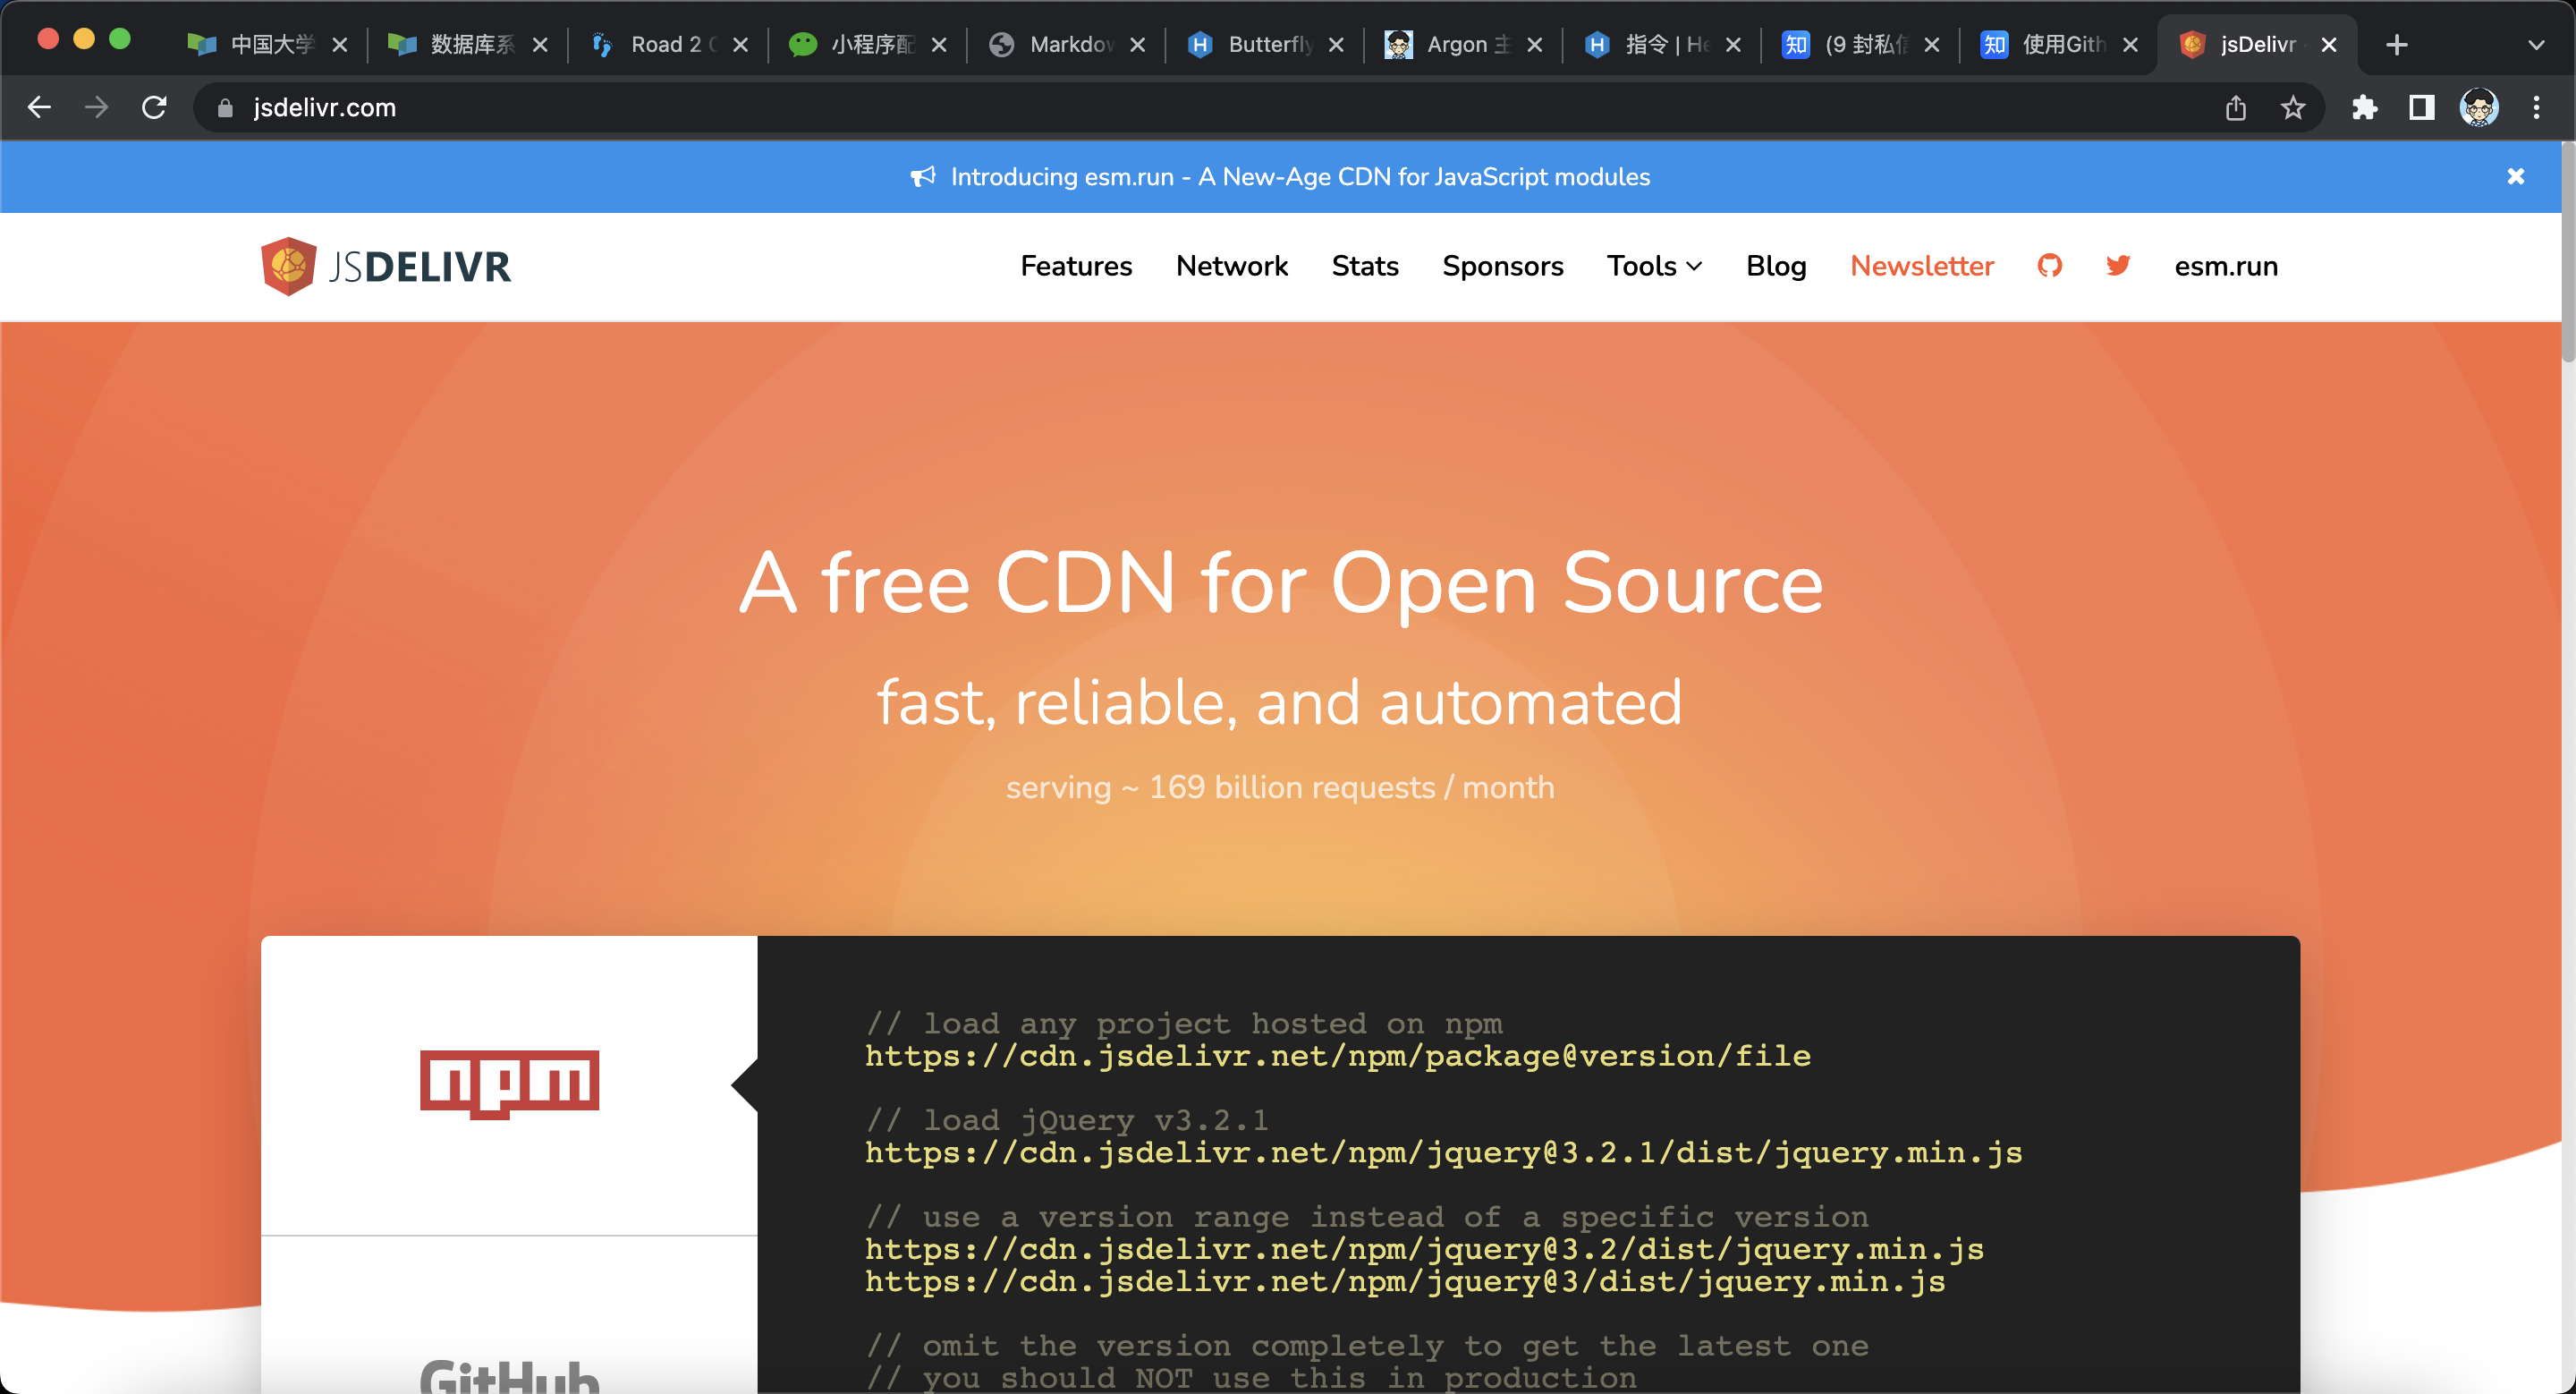 中国大学
数据库系
Road 2
小程序配
Markdow
Butterfly
Argon 主
指令 | He
知
(9 封私信
知
使用Gith
jsDelivr
jsdelivr.com
Introducing esm.run - A New-Age CDN for JavaScript modules
JSDELIVR
Features
Network
Stats
Sponsors
Tools
Blog
Newsletter
esm.run
A free CDN for Open Source
fast, reliable, and automated
serving ~ 169 billion requests / month
npm
GitHub
// load any project hosted on npm
https://cdn.jsdelivr.net/npm/package@version/file
// load jQuery v3.2.1
https://cdn.jsdelivr.net/npm/jquery@3.2.1/dist/jquery.min.js
// use a version range instead of a specific version
https://cdn.jsdelivr.net/npm/jquery@3.2/dist/jquery.min.js
https://cdn.jsdelivr.net/npm/jquery@3/dist/jquery.min.js
// omit the version completely to get the latest one
// you should NOT use this in production